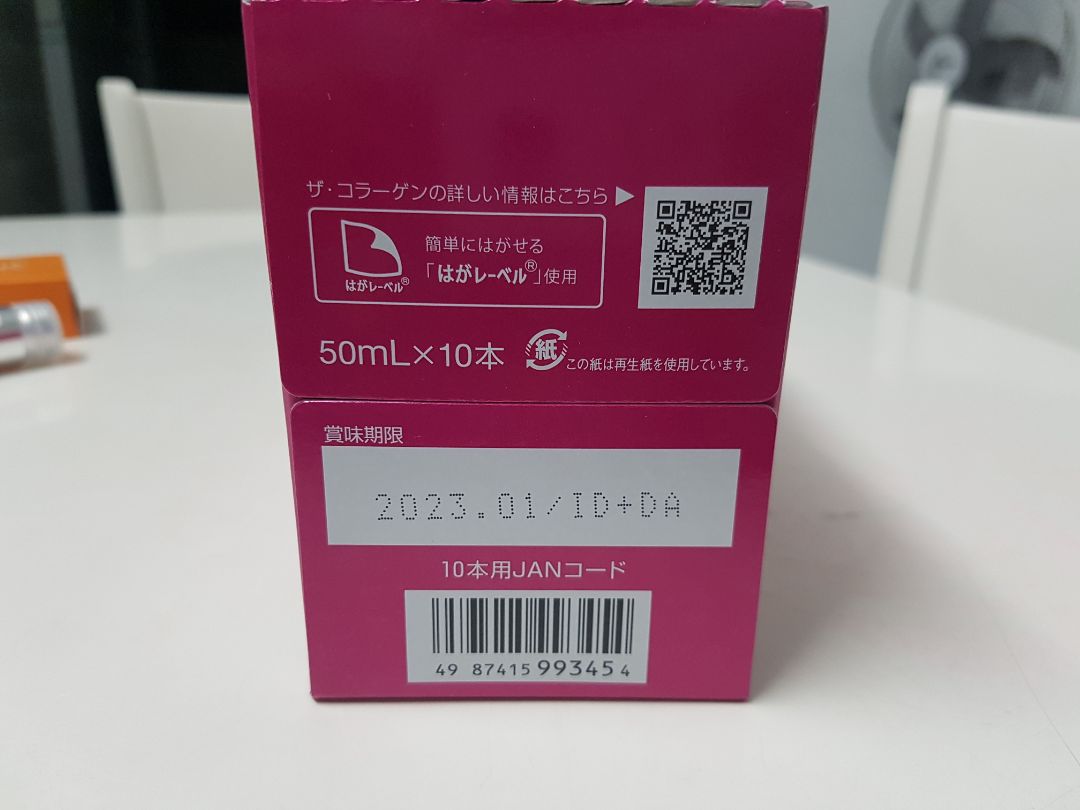 ザ・コラーゲンの詳しい情報はこちら▶
はがレーベル®
簡単にはがせる
「はがレーベル®」使用
50mL×10本
紙
この紙は再生紙を使用しています。
賞味期限
2023.01/ID+DA
10本用JANコード
49 87415 99345 4